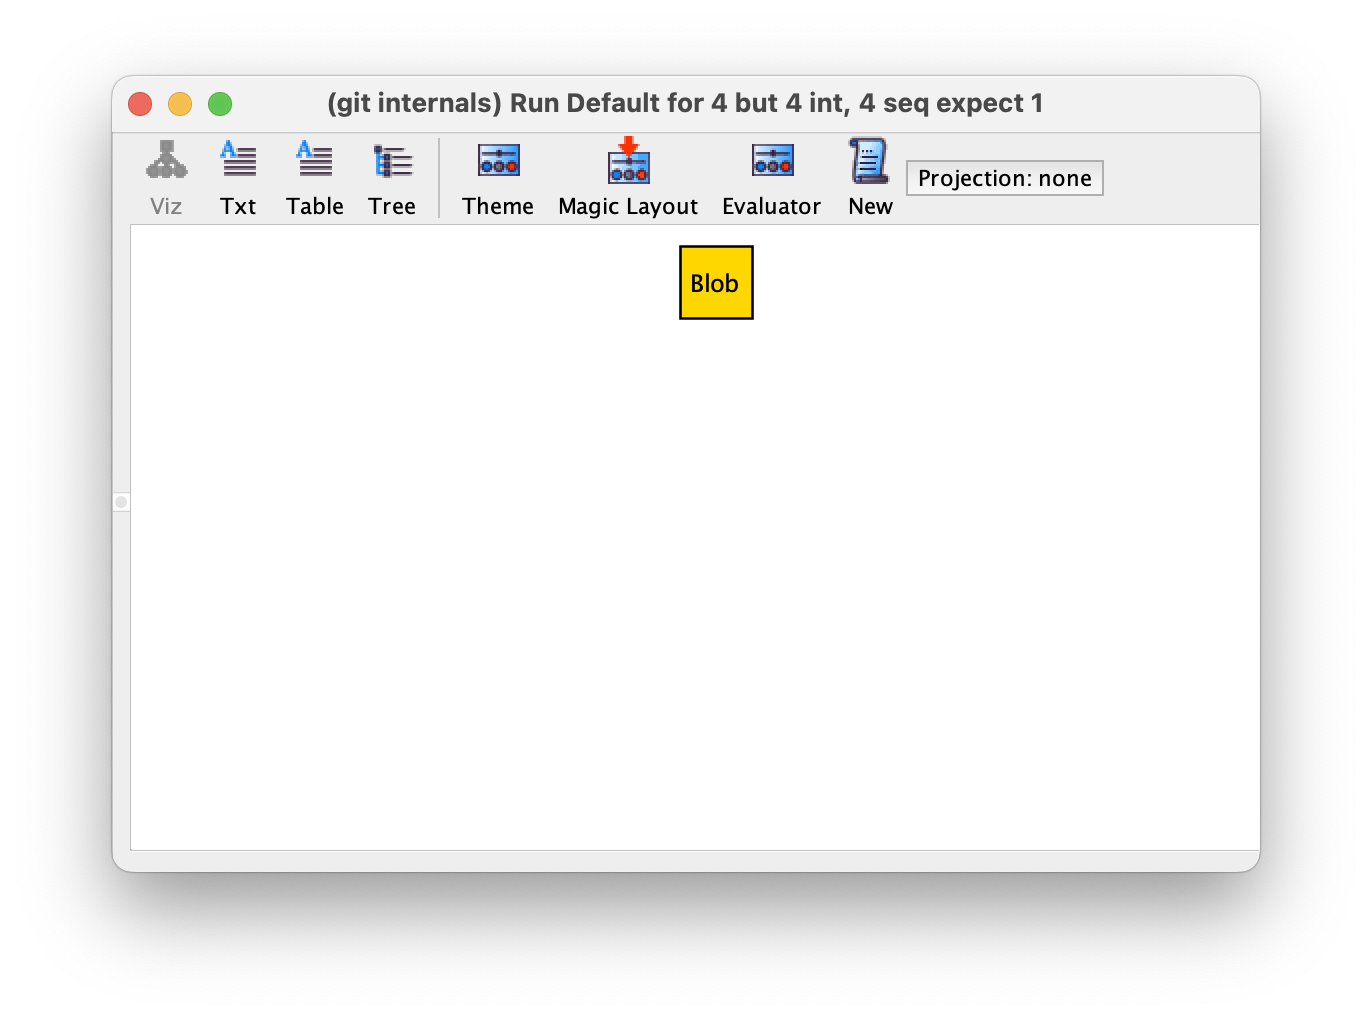 (git internals) Run Default for 4 but 4 int, 4 seq expect 1
Viz Txt Table Tree Theme Magic Layout Evaluator New Projection: none
Blob